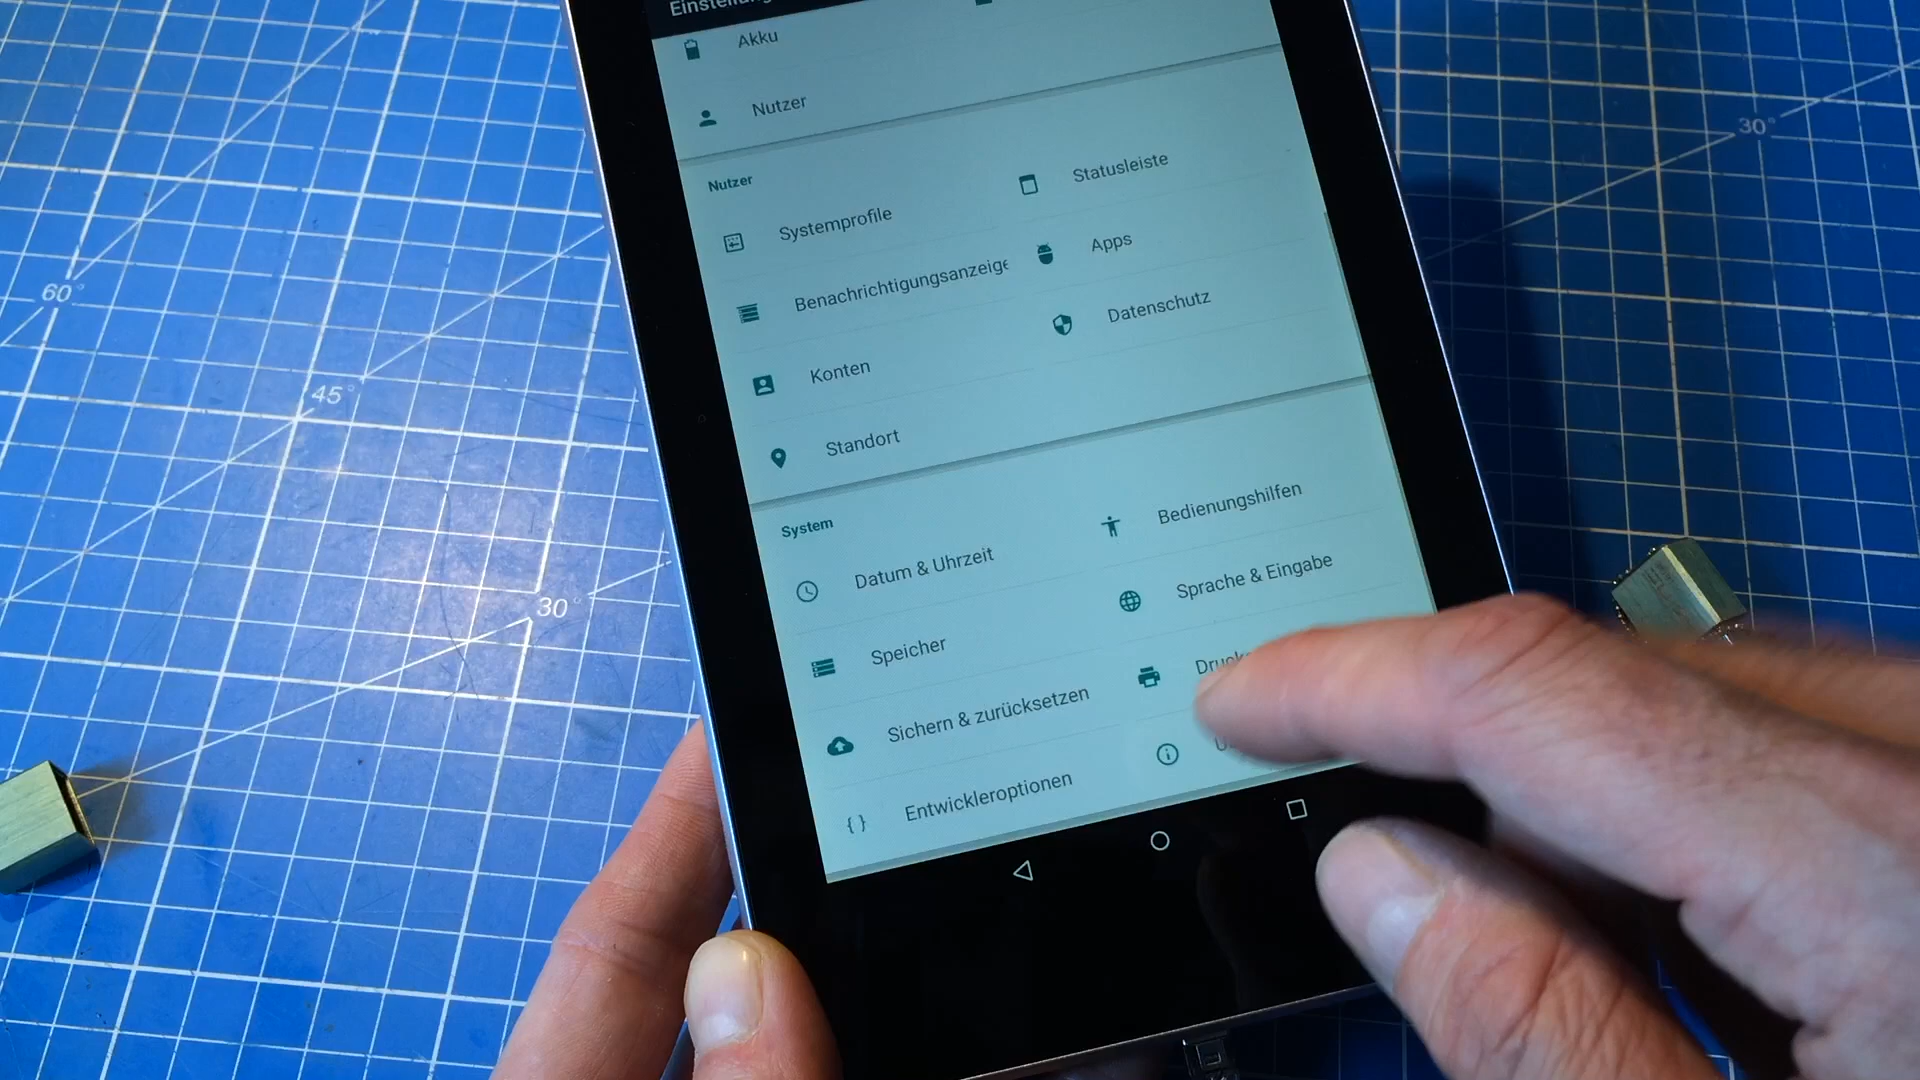 Akku
Nutzer
Nutzer
Systemprofile
Statusleiste
Benachrichtigungsanzeige
Apps
Konten
Datenschutz
Standort
System
Datum & Uhrzeit
Bedienungshilfen
Speicher
Sprache & Eingabe
Sichern & zurücksetzen
Entwickleroptionen
60°
45°
30°
30°